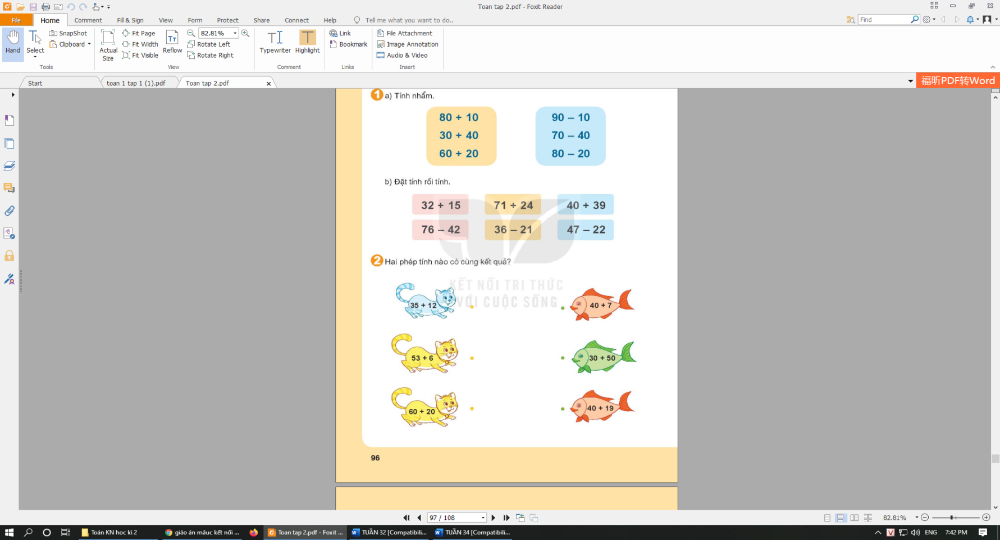 Toan tap 2.pdf - Foxit Reader
File Home Comment Fill & Sign View Form Protect Share Connect Help Tell me what you want to do.. Find
Hand
Select
SnapShot
Clipboard
Tools
Actual Size
Fit Page
Fit Width
Fit Visible
Reflow
82.81%
Rotate Left
Rotate Right
View
Typewriter
Highlight
Comment
Link
Bookmark
Links
File Attachment
Image Annotation
Audio & Video
Insert
Start
toan 1 tap 1 (1).pdf
Toan tap 2.pdf
福昕PDF转Word
1 a) Tính nhẩm.
80 + 10 90 – 10
30 + 40 70 – 40
60 + 20 80 – 20
b) Đặt tính rồi tính.
32 + 15 71 + 24 40 + 39
76 – 42 36 – 21 47 – 22
2 Hai phép tính nào có cùng kết quả?
KẾT NỐI TRI THỨC
VỚI CUỘC SỐNG
35 + 12 40 + 7
53 + 6 30 + 50
60 + 20 40 + 19
96
97 / 108
82.81%
Toán KN hoc kì 2
giáo án mâuc kết nối ...
Toan tap 2.pdf - Foxit ...
TUẦN 32 [Compatibili...
TUẦN 34 [Compatibili...
ENG
7:42 PM